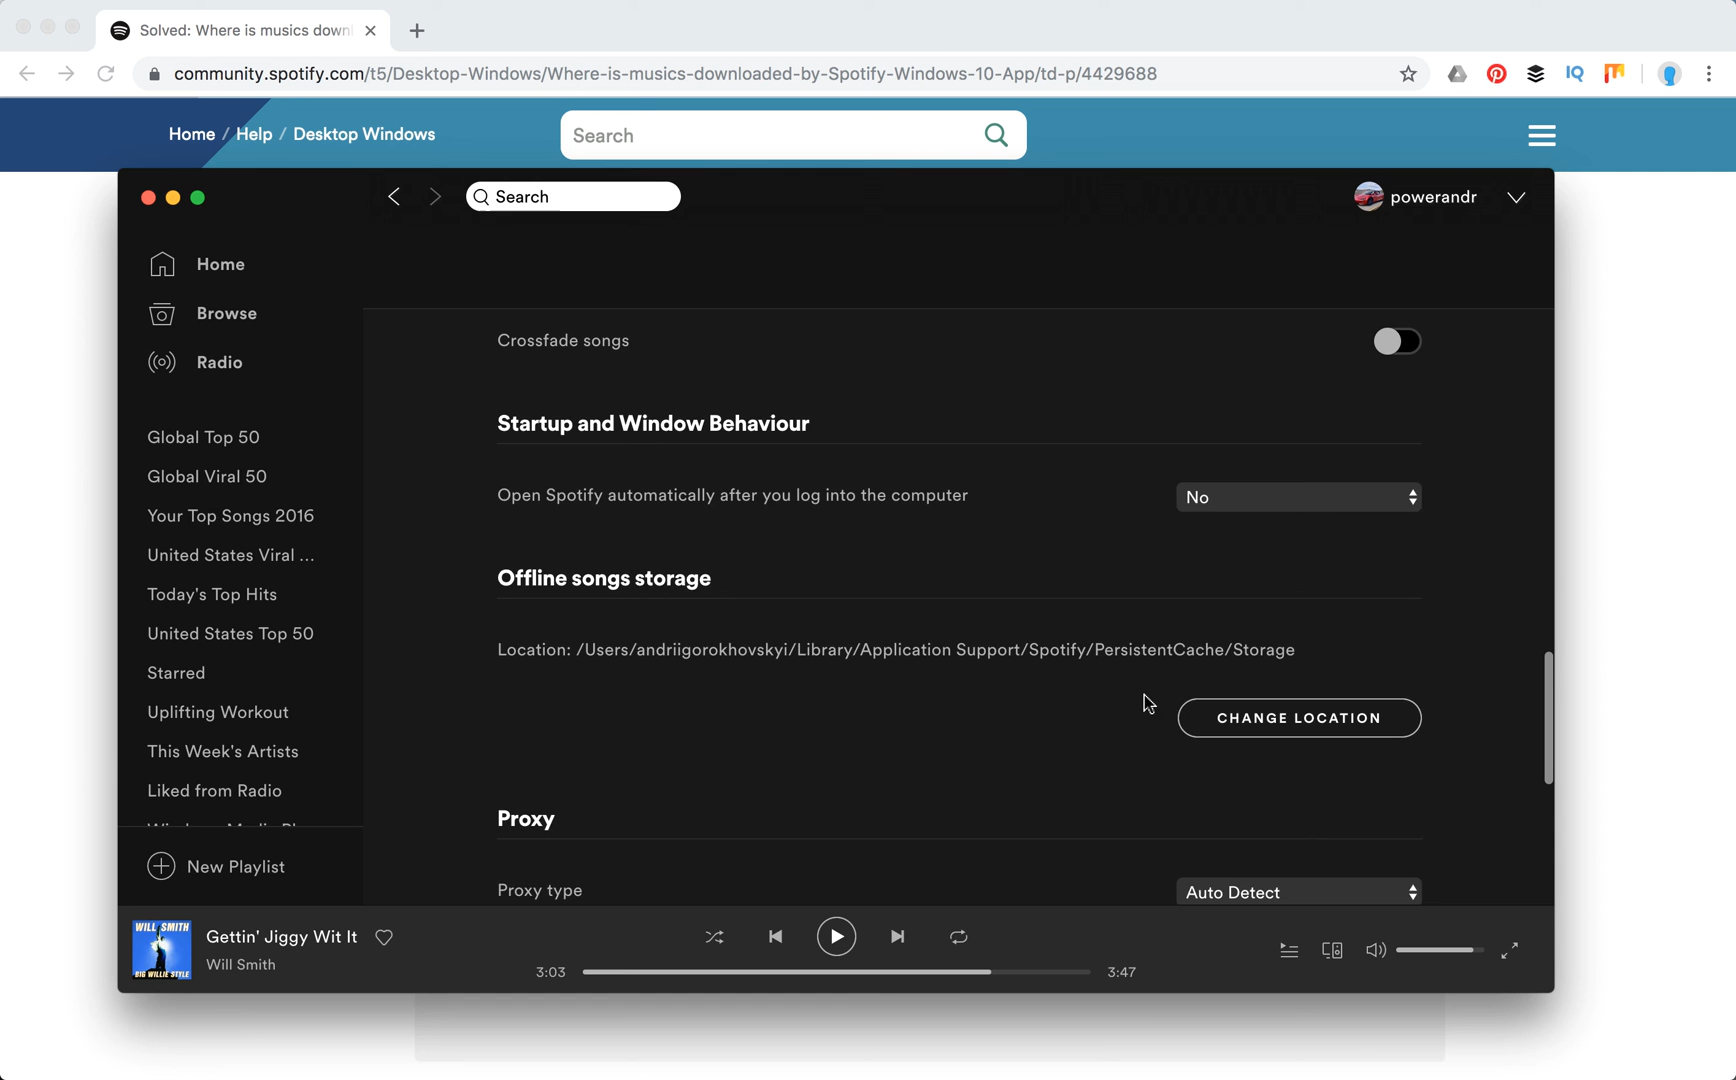 Solved: Where is musics down
community.spotify.com/t5/Desktop-Windows/Where-is-musics-downloaded-by-Spotify-Windows-10-App/td-p/4429688
IQ
Home / Help / Desktop Windows
Search
Search
powerandr
Home
Browse
Radio
Global Top 50
Global Viral 50
Your Top Songs 2016
United States Viral ...
Today's Top Hits
United States Top 50
Starred
Uplifting Workout
This Week's Artists
Liked from Radio
New Playlist
Crossfade songs
Startup and Window Behaviour
Open Spotify automatically after you log into the computer
No
Offline songs storage
Location: /Users/andriigorokhovskyi/Library/Application Support/Spotify/PersistentCache/Storage
CHANGE LOCATION
Proxy
Proxy type
Auto Detect
WILL SMITH
BIG WILLIE STYLE
Gettin' Jiggy Wit It
Will Smith
3:03
3:47